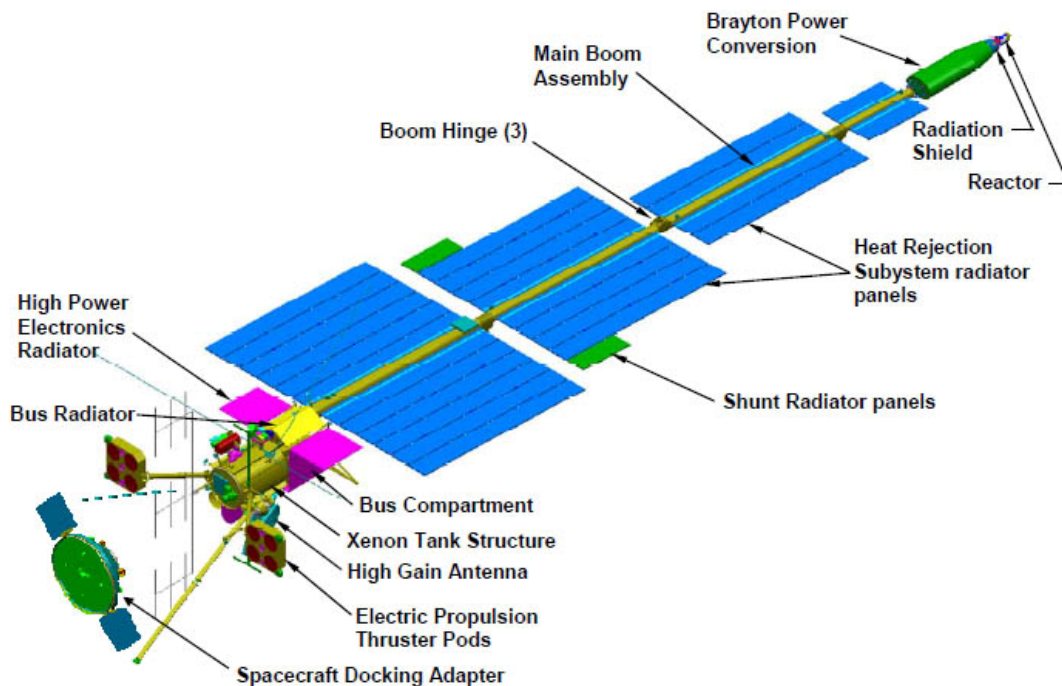 Brayton Power
Conversion
Main Boom
Assembly
Boom Hinge (3)
Radiation
Shield
Reactor
Heat Rejection
Subystem radiator
panels
High Power
Electronics
Radiator
Shunt Radiator panels
Bus Radiator
Bus Compartment
Xenon Tank Structure
High Gain Antenna
Electric Propulsion
Thruster Pods
Spacecraft Docking Adapter